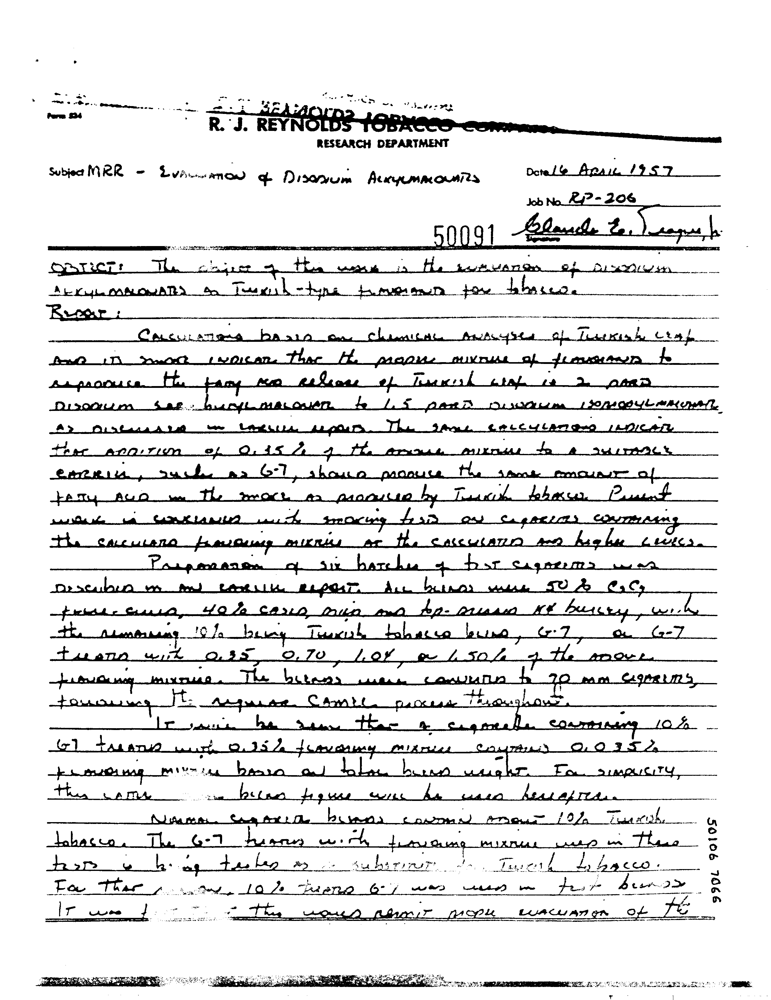 Form 524
R. J. REYNOLDS TOBACCO COMPANY
RESEARCH DEPARTMENT
Subject MRR - EVALUATION of DISODIUM ALKYLMALONATES
Date 16 APRIL 1957
Job No. RP-206
50091 Claude E. Teague, Jr.
Signature
OBJECT: The object of this work is the EVALUATION of DISODIUM
ALKYLMALONATES as Turkish-type FLAVORANTS for tobacco.
REPORT:
CALCULATIONS BASED on chemical ANALYSES of TURKISH LEAF
AND ITS SMOKE INDICATE THAT the proper MIXTURE of FLAVORANTS to
reproduce the fatty ACID release of TURKISH LEAF is 2 PARTS
DISODIUM sec-butylMALONATE to 1.5 PARTS DISODIUM ISOPROPYLMALONATE
AS DISCUSSED in EARLIER reports. The SAME CALCULATIONS INDICATE
that ADDITION of 0.35% of the above MIXTURE to a SUITABLE
CARRIER, such as G-7, should PRODUCE the same AMOUNT of
FATTY ACID in the smoke as PRODUCED by Turkish tobacco. Present
work is CONCERNED with smoking tests on CIGARETTES CONTAINING
the CALCULATED FLAVORING MIXTURE AT the CALCULATED AND higher LEVELS.
PREPARATION of six batches of test CIGARETTES was
DESCRIBED in AN EARLIER REPORT. ALL blends were 50%
flue-cured, 40% CASED, DRIED AND top-dressed burley, with
the remaining 10% being Turkish tobacco blend, G-7, or G-7
TREATED with 0.35, 0.70, 1.04, or 1.50% of the ABOVE
FLAVORING MIXTURE. The BLENDS were CONVERTED to 70 mm CIGARETTES,
FOLLOWING the regular CAMEL process throughout.
IT will be seen that a cigarette CONTAINING 10%
G7 TREATED with 0.35% FLAVORING MIXTURE CONTAINS 0.035%
FLAVORING MIXTURE based on total blend weight. For SIMPLICITY,
this LATTER blend figure will be used hereafter.
NORMAL CIGARETTE blends CONTAIN ABOUT 10% Turkish
tobacco. The G-7 treated with flavoring mixture used in these
tests is being tested as a substitute for Turkish tobacco.
For that reason, 10% TREATED G-7 was used in test blends
IT was this would PERMIT proper EVALUATION of the
50106 7066